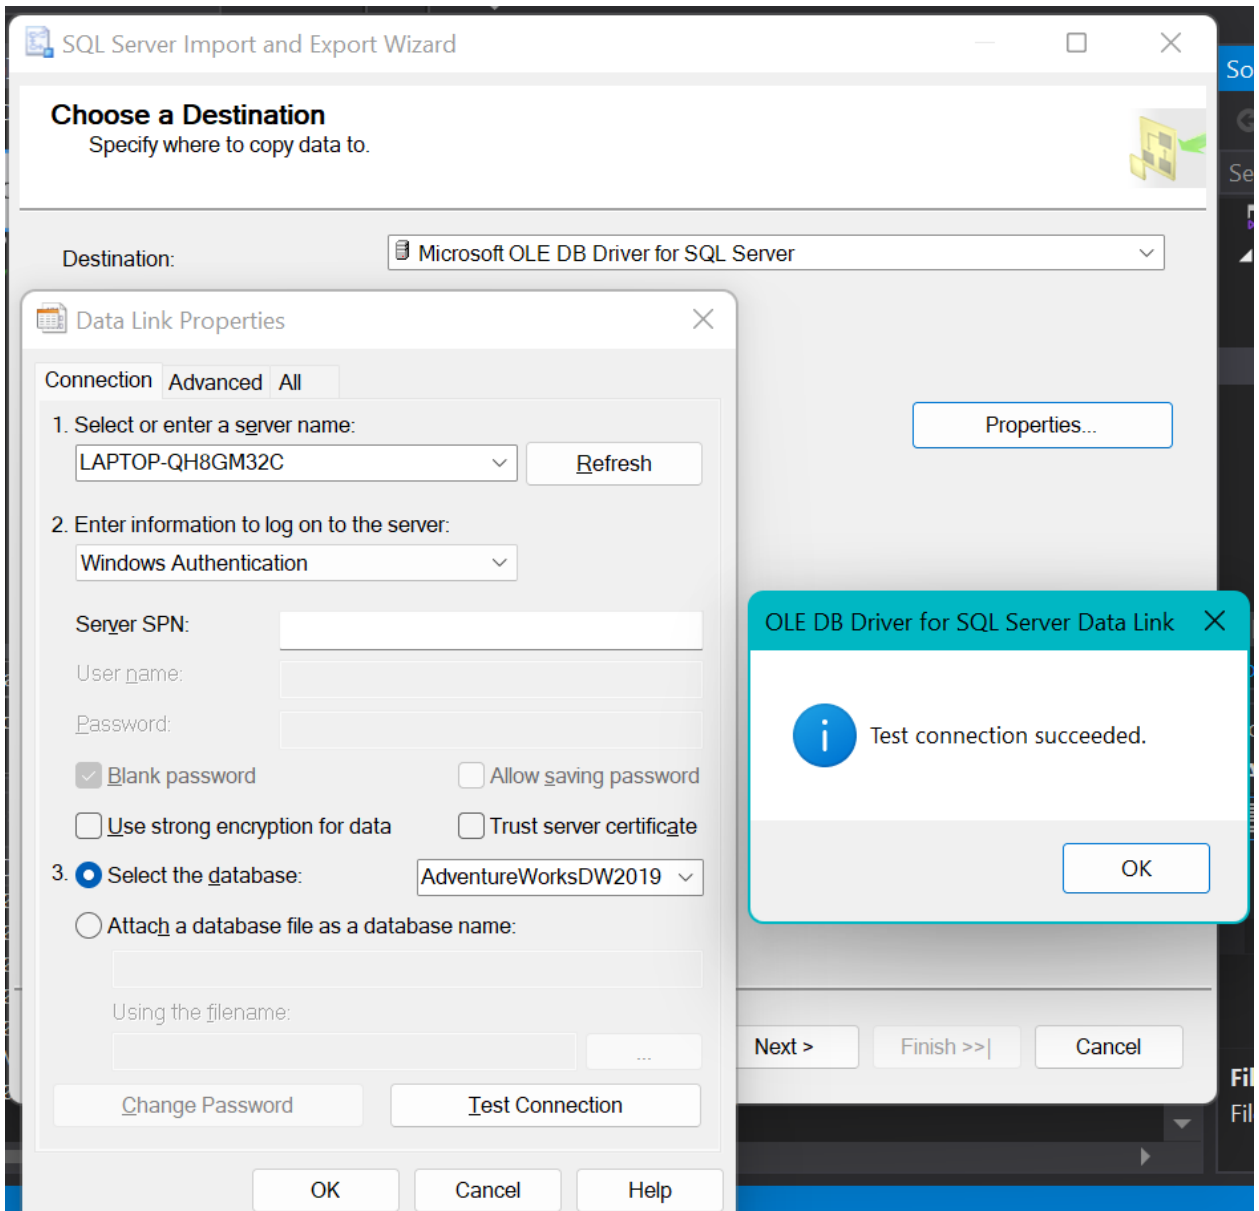 SQL Server Import and Export Wizard
So
Choose a Destination
Specify where to copy data to.
Se
Destination:
Microsoft OLE DB Driver for SQL Server
Data Link Properties
Connection Advanced All
1. Select or enter a server name:
LAPTOP-QH8GM32C
Refresh
Properties...
2. Enter information to log on to the server:
Windows Authentication
Server SPN:
User name:
Password:
Blank password
Allow saving password
Use strong encryption for data
Trust server certificate
3. Select the database:
AdventureWorksDW2019
Attach a database file as a database name:
Using the filename:
...
Change Password
Test Connection
OK
Cancel
Help
OLE DB Driver for SQL Server Data Link
Test connection succeeded.
OK
Next >
Finish >>|
Cancel
Fil
Fil